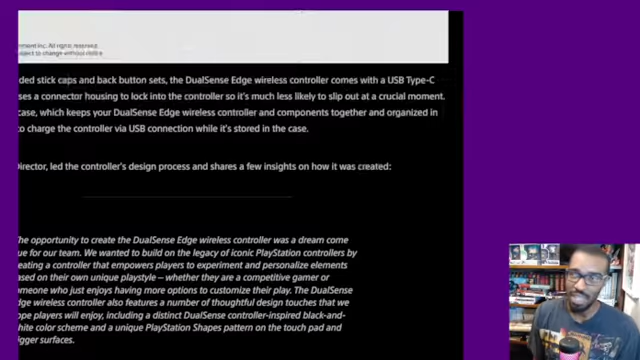 Inc. All rights reserved.
subject to change without notice
ded stick caps and back button sets, the DualSense Edge wireless controller comes with a USB Type-C
ses a connector housing to lock into the controller so it's much less likely to slip out at a crucial moment.
case, which keeps your DualSense Edge wireless controller and components together and organized in
to charge the controller via USB connection while it's stored in the case.
Director, led the controller's design process and shares a few insights on how it was created:
The opportunity to create the DualSense Edge wireless controller was a dream come
ue for our team. We wanted to build on the legacy of iconic PlayStation controllers by
eating a controller that empowers players to experiment and personalize elements
ased on their own unique playstyle — whether they are a competitive gamer or
omeone who just enjoys having more options to customize their play. The DualSense
dge wireless controller also features a number of thoughtful design touches that we
ope players will enjoy, including a distinct DualSense controller-inspired black-and-
hite color scheme and a unique PlayStation Shapes pattern on the touch pad and
igger surfaces.